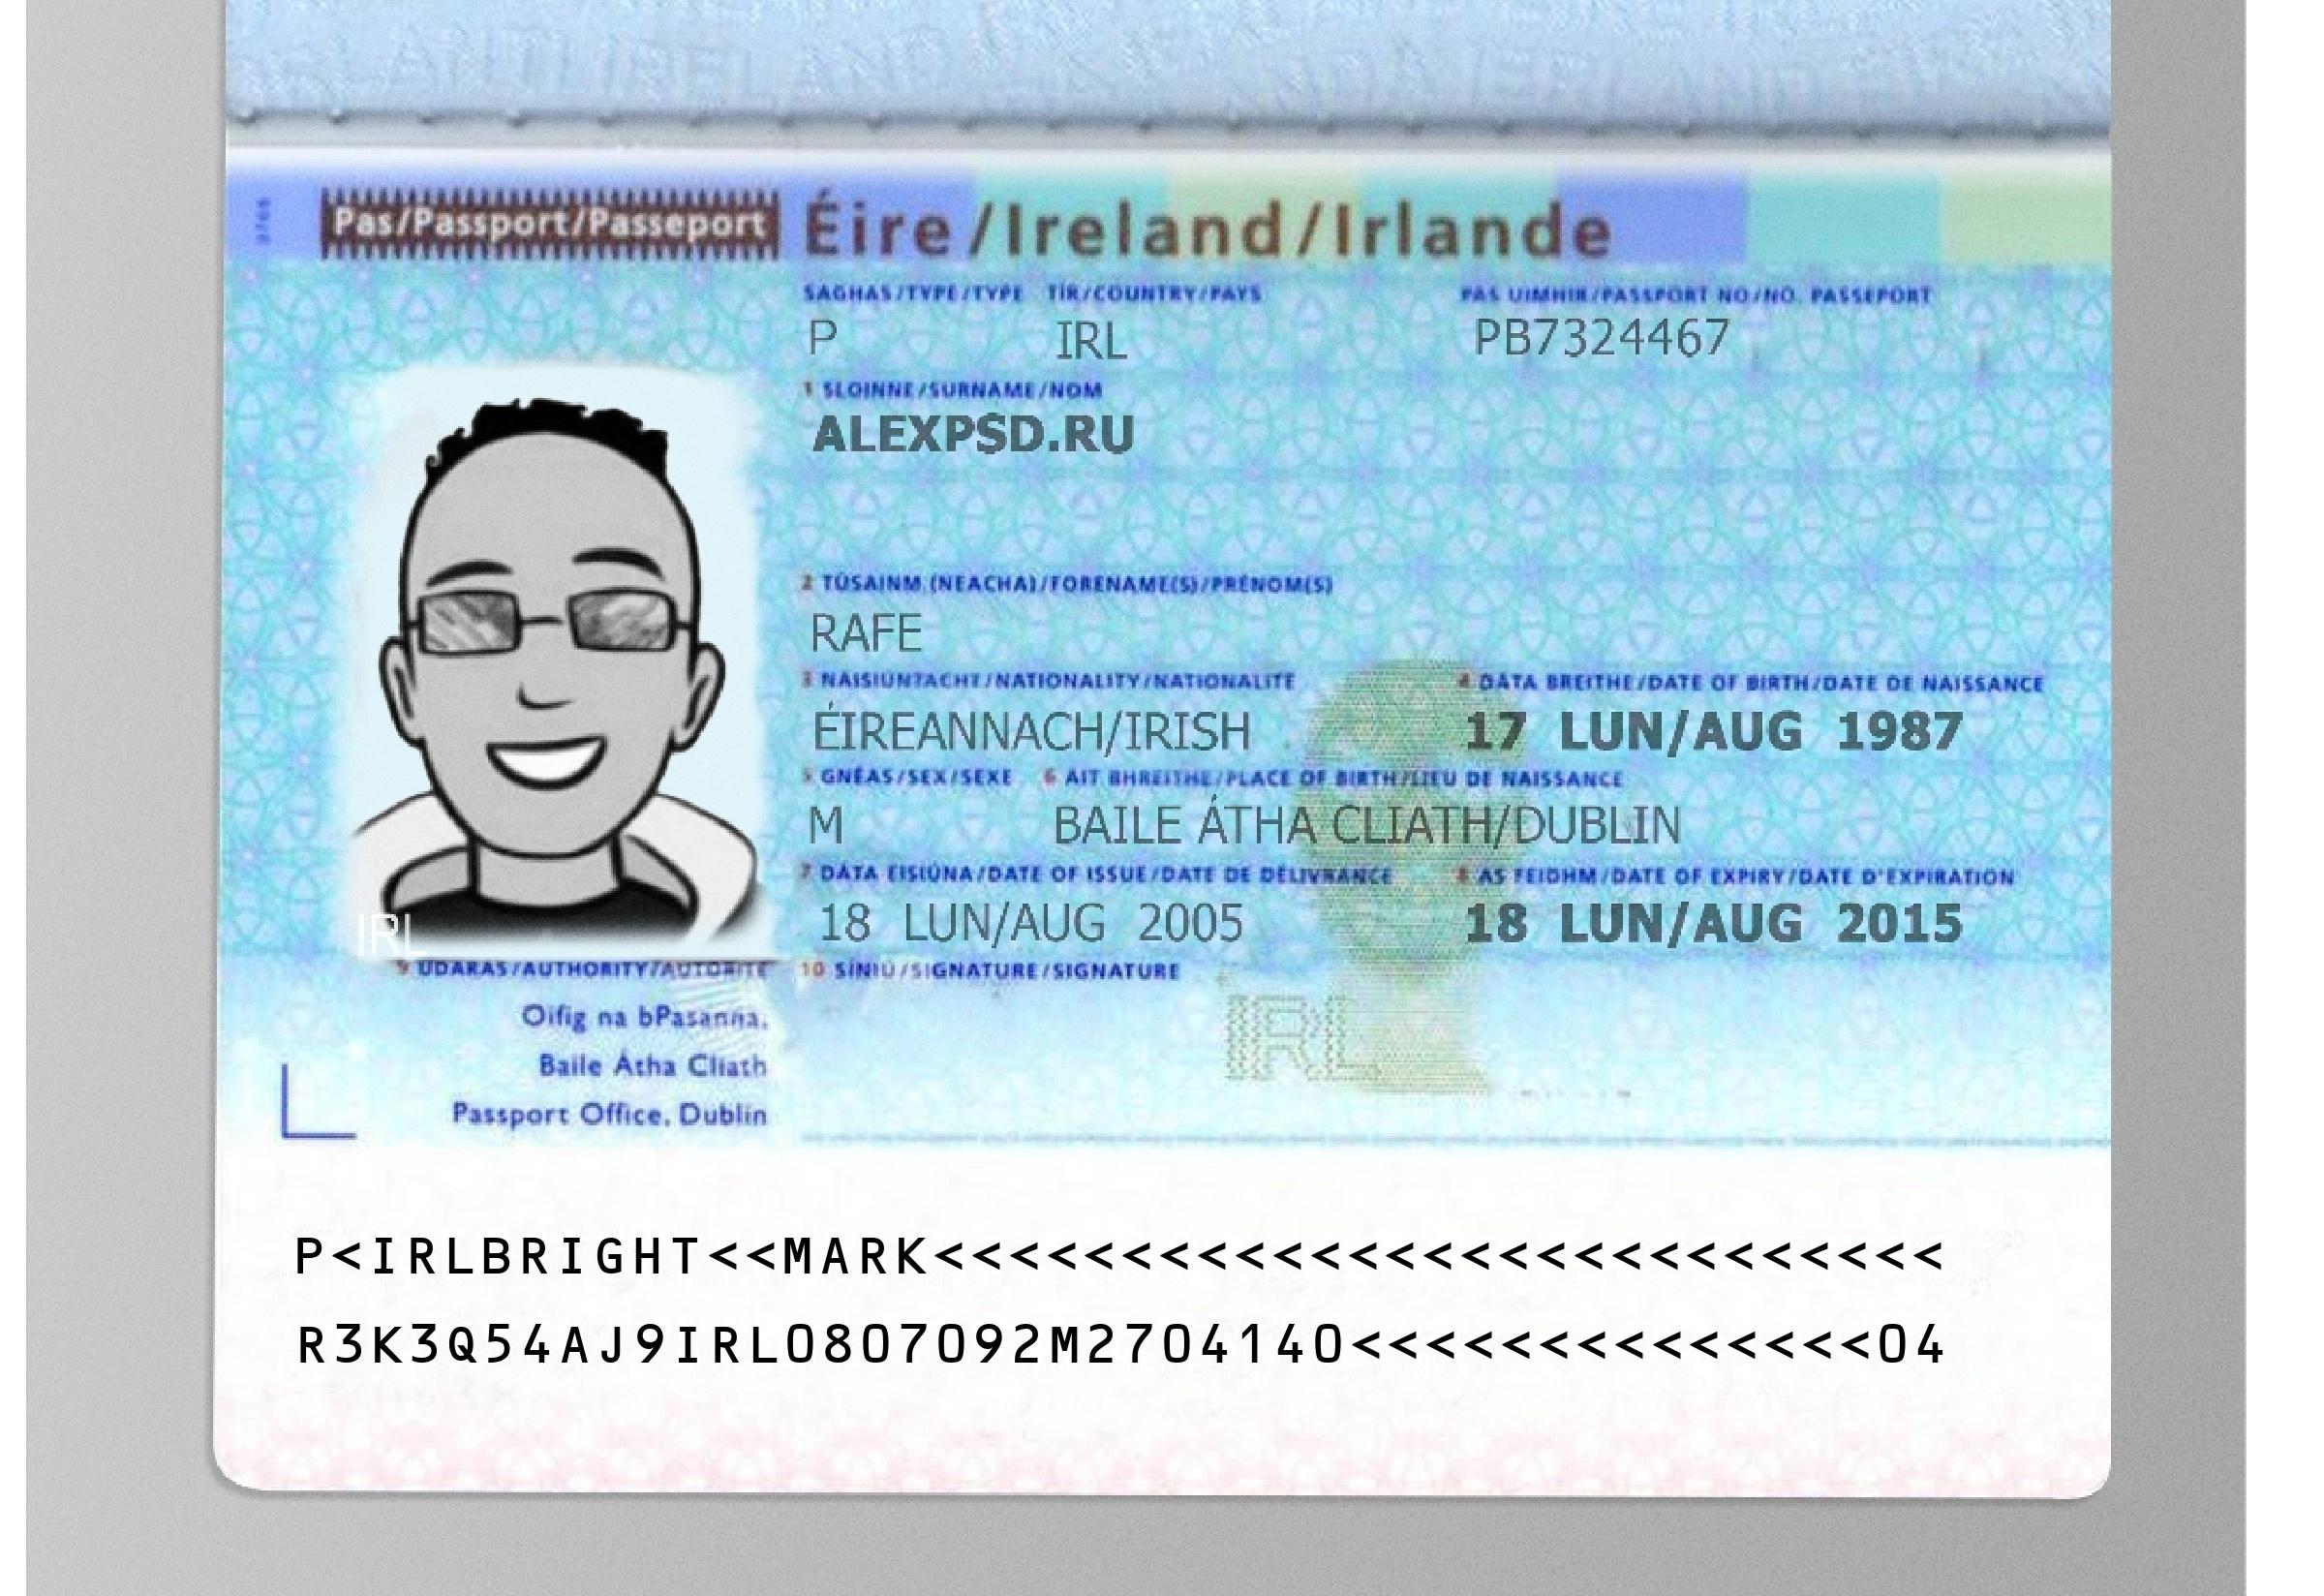 Pas/Passport/Passeport Éire/Ireland/Irlande
SAGHAS/TYPE/TYPE TÍR/COUNTRY/PAYS PAS UIMHIR/PASSPORT NO/NO. PASSEPORT
P IRL PB7324467
1 SLOINNE/SURNAME/NOM
ALEXPSD.RU
2 TÚSAINM (NEACHA)/FORENAME(S)/PRÉNOM(S)
RAFE
3 NAISIÚNTACHT/NATIONALITY/NATIONALITÉ 4 DÁTA BREITHE/DATE OF BIRTH/DATE DE NAISSANCE
ÉIREANNACH/IRISH 17 LUN/AUG 1987
5 GNÉAS/SEX/SEXE 6 ÁIT BHREITHE/PLACE OF BIRTH/LIEU DE NAISSANCE
M BAILE ÁTHA CLIATH/DUBLIN
7 DÁTA EISIÚNA/DATE OF ISSUE/DATE DE DÉLIVRANCE 8 AS FEIDHM/DATE OF EXPIRY/DATE D'EXPIRATION
18 LUN/AUG 2005 18 LUN/AUG 2015
IRL
9 ÚDARÁS/AUTHORITY/AUTORITÉ 10 SÍNIÚ/SIGNATURE/SIGNATURE
Oifig na bPasanna,
Baile Átha Cliath
Passport Office, Dublin
IRL
P<IRLBRIGHT<<MARK<<<<<<<<<<<<<<<<<<<<<<<<<<<
R3K3Q54AJ9IRL0807092M2704140<<<<<<<<<<<<<<04